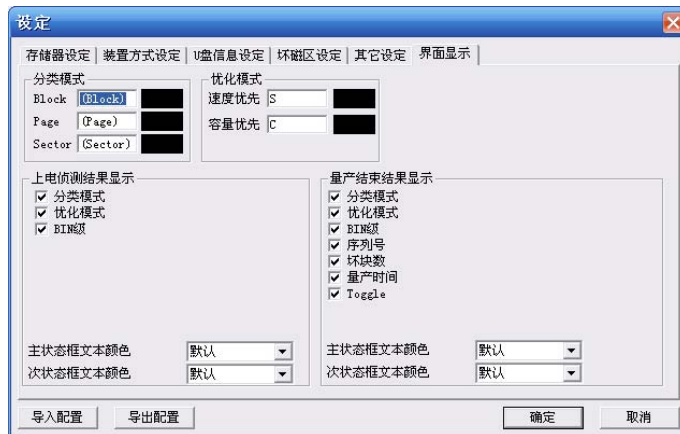 设定
存储器设定 装置方式设定 U盘信息设定 坏磁区设定 其它设定 界面显示
分类模式
Block (Block)
Page (Page)
Sector (Sector)
优化模式
速度优先 S
容量优先 C
上电侦测结果显示
分类模式
优化模式
BIN级
主状态框文本颜色 默认
次状态框文本颜色 默认
量产结束结果显示
分类模式
优化模式
BIN级
序列号
坏块数
量产时间
Toggle
主状态框文本颜色 默认
次状态框文本颜色 默认
导入配置 导出配置 确定 取消